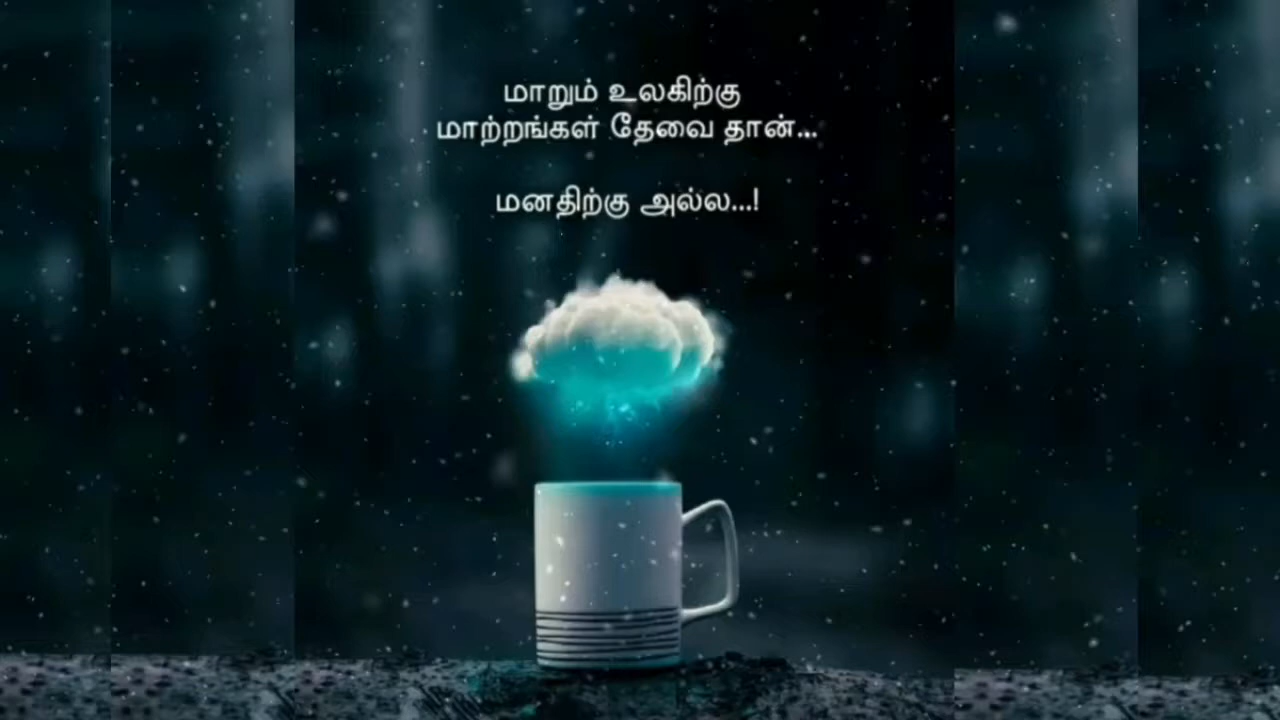 மாறும் உலகிற்கு
மாற்றங்கள் தேவை தான்...
மனதிற்கு அல்ல...!